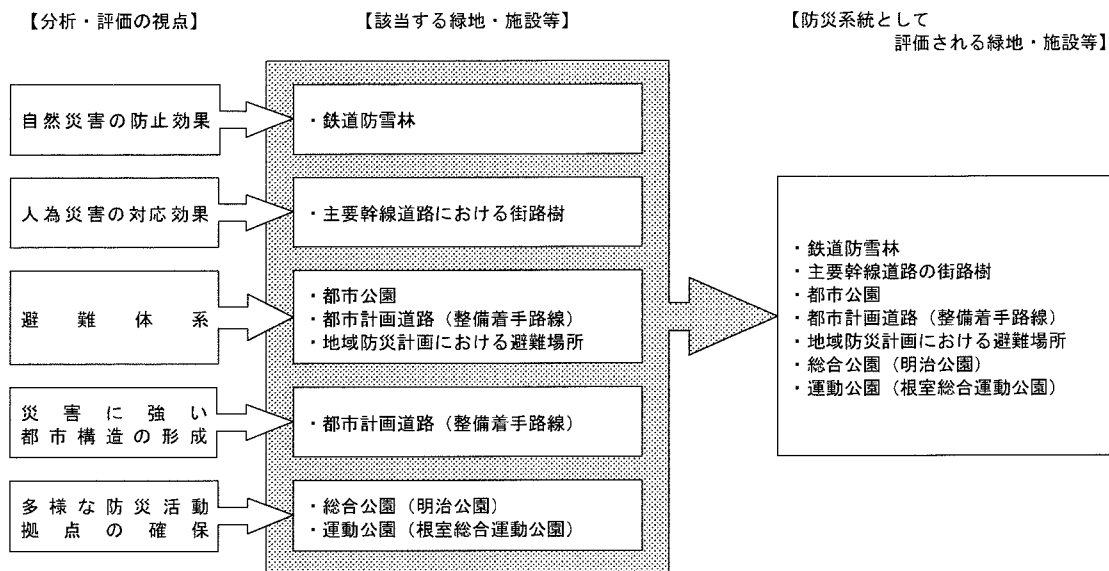 【分析・評価の視点】
【該当する緑地・施設等】
【防災系統として
評価される緑地・施設等】
自然災害の防止効果
・鉄道防雪林
人為災害の対応効果
・主要幹線道路における街路樹
避難体系
・都市公園
・都市計画道路（整備着手路線）
・地域防災計画における避難場所
災害に強い
都市構造の形成
・都市計画道路（整備着手路線）
多様な防災活動
拠点の確保
・総合公園（明治公園）
・運動公園（根室総合運動公園）
・鉄道防雪林
・主要幹線道路の街路樹
・都市公園
・都市計画道路（整備着手路線）
・地域防災計画における避難場所
・総合公園（明治公園）
・運動公園（根室総合運動公園）